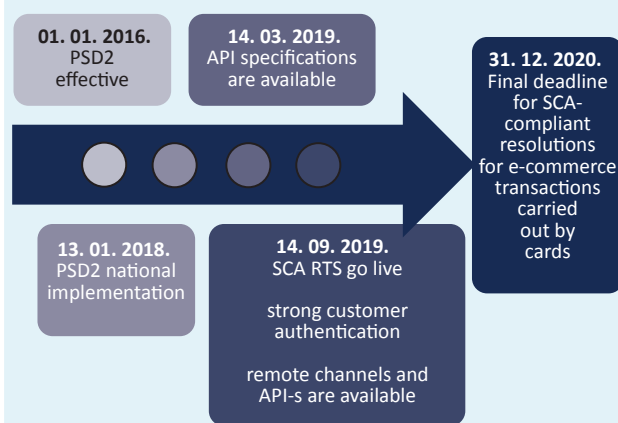 01. 01. 2016.
PSD2
effective
14. 03. 2019.
API specifications
are available
31. 12. 2020.
Final deadline
for SCA-
compliant
resolutions
for e-commerce
transactions
carried
out by
cards
13. 01. 2018.
PSD2 national
implementation
14. 09. 2019.
SCA RTS go live
strong customer
authentication
remote channels and
API-s are available